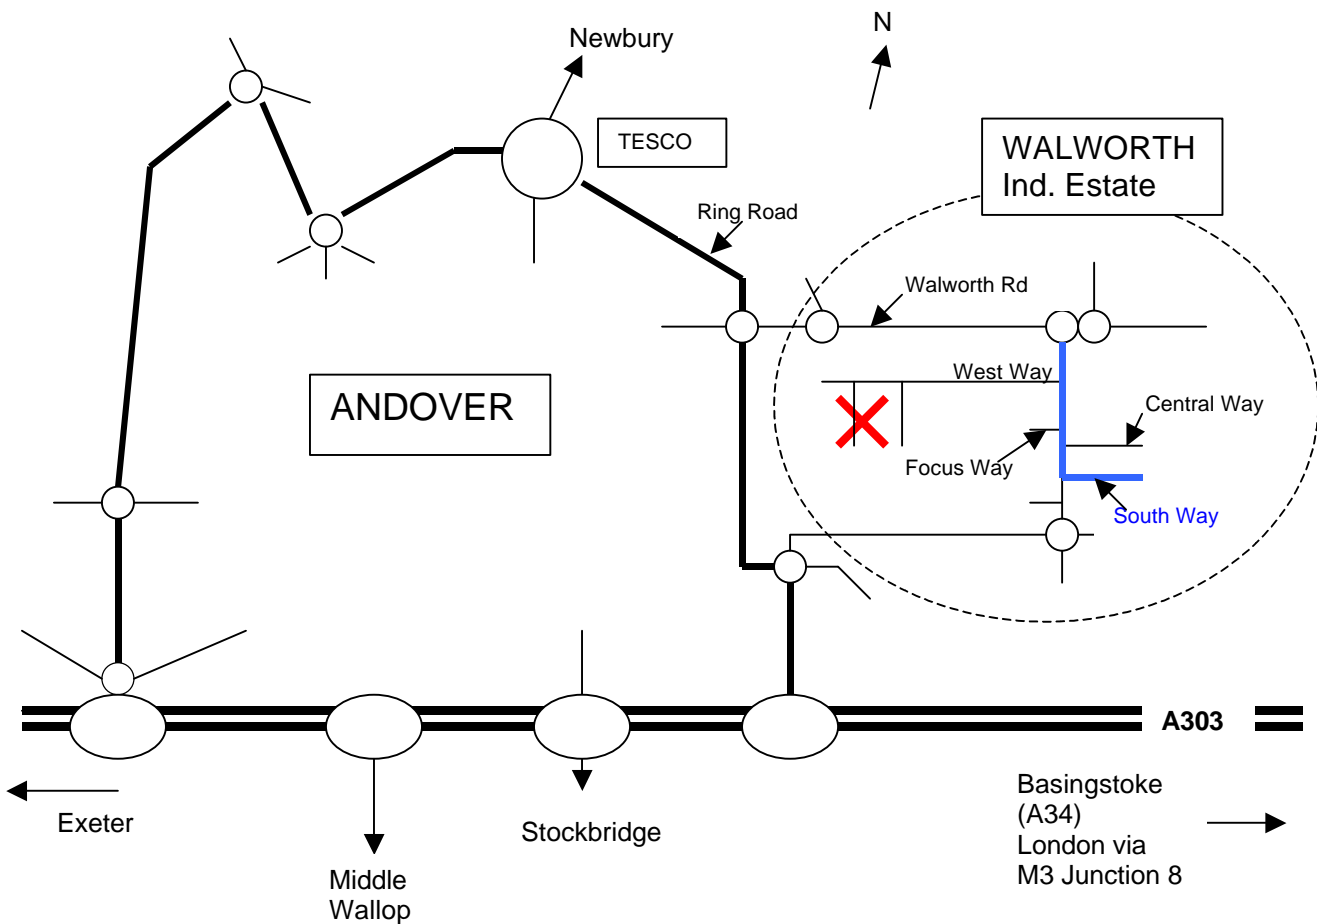 N
Newbury
TESCO
WALWORTH
Ind. Estate
Ring Road
Walworth Rd
West Way
Central Way
ANDOVER
Focus Way
South Way
A303
Exeter
Stockbridge
Middle
Wallop
Basingstoke
(A34)
London via
M3 Junction 8